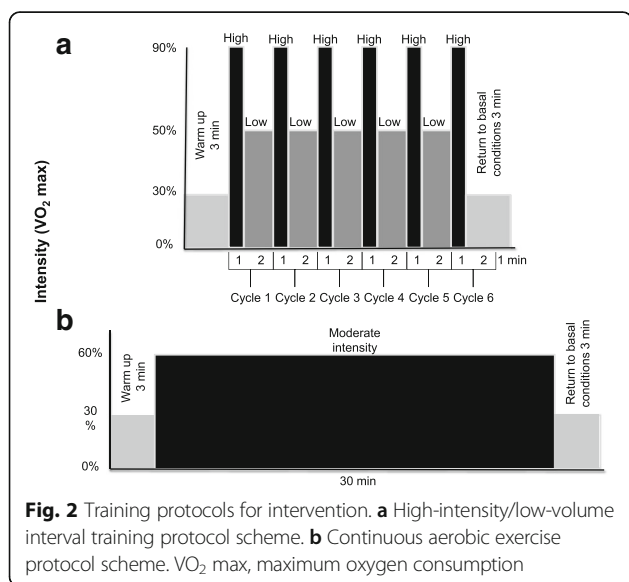 a
90%
High High High High High High
Warm up
3 min
Low Low Low Low Low
Return to basal
conditions 3 min
50%
30%
0%
Intensity (VO2 max)
1 2 1 2 1 2 1 2 1 2 1 2 1 min
Cycle 1 Cycle 2 Cycle 3 Cycle 4 Cycle 5 Cycle 6
b
Moderate
intensity
60%
Warm up
3 min
Return to basal
conditions 3 min
30
%
0%
30 min
Fig. 2 Training protocols for intervention. a High-intensity/low-volume
interval training protocol scheme. b Continuous aerobic exercise
protocol scheme. VO2 max, maximum oxygen consumption